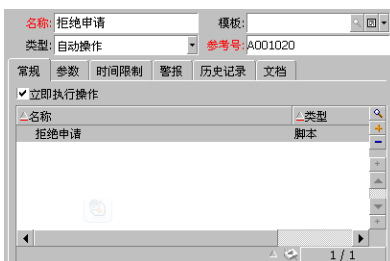 名称: 拒绝申请 模板:
类型: 自动操作 参考号: A001020
常规 参数 时间限制 警报 历史记录 文档
立即执行操作
名称 类型
拒绝申请 脚本
1 / 1